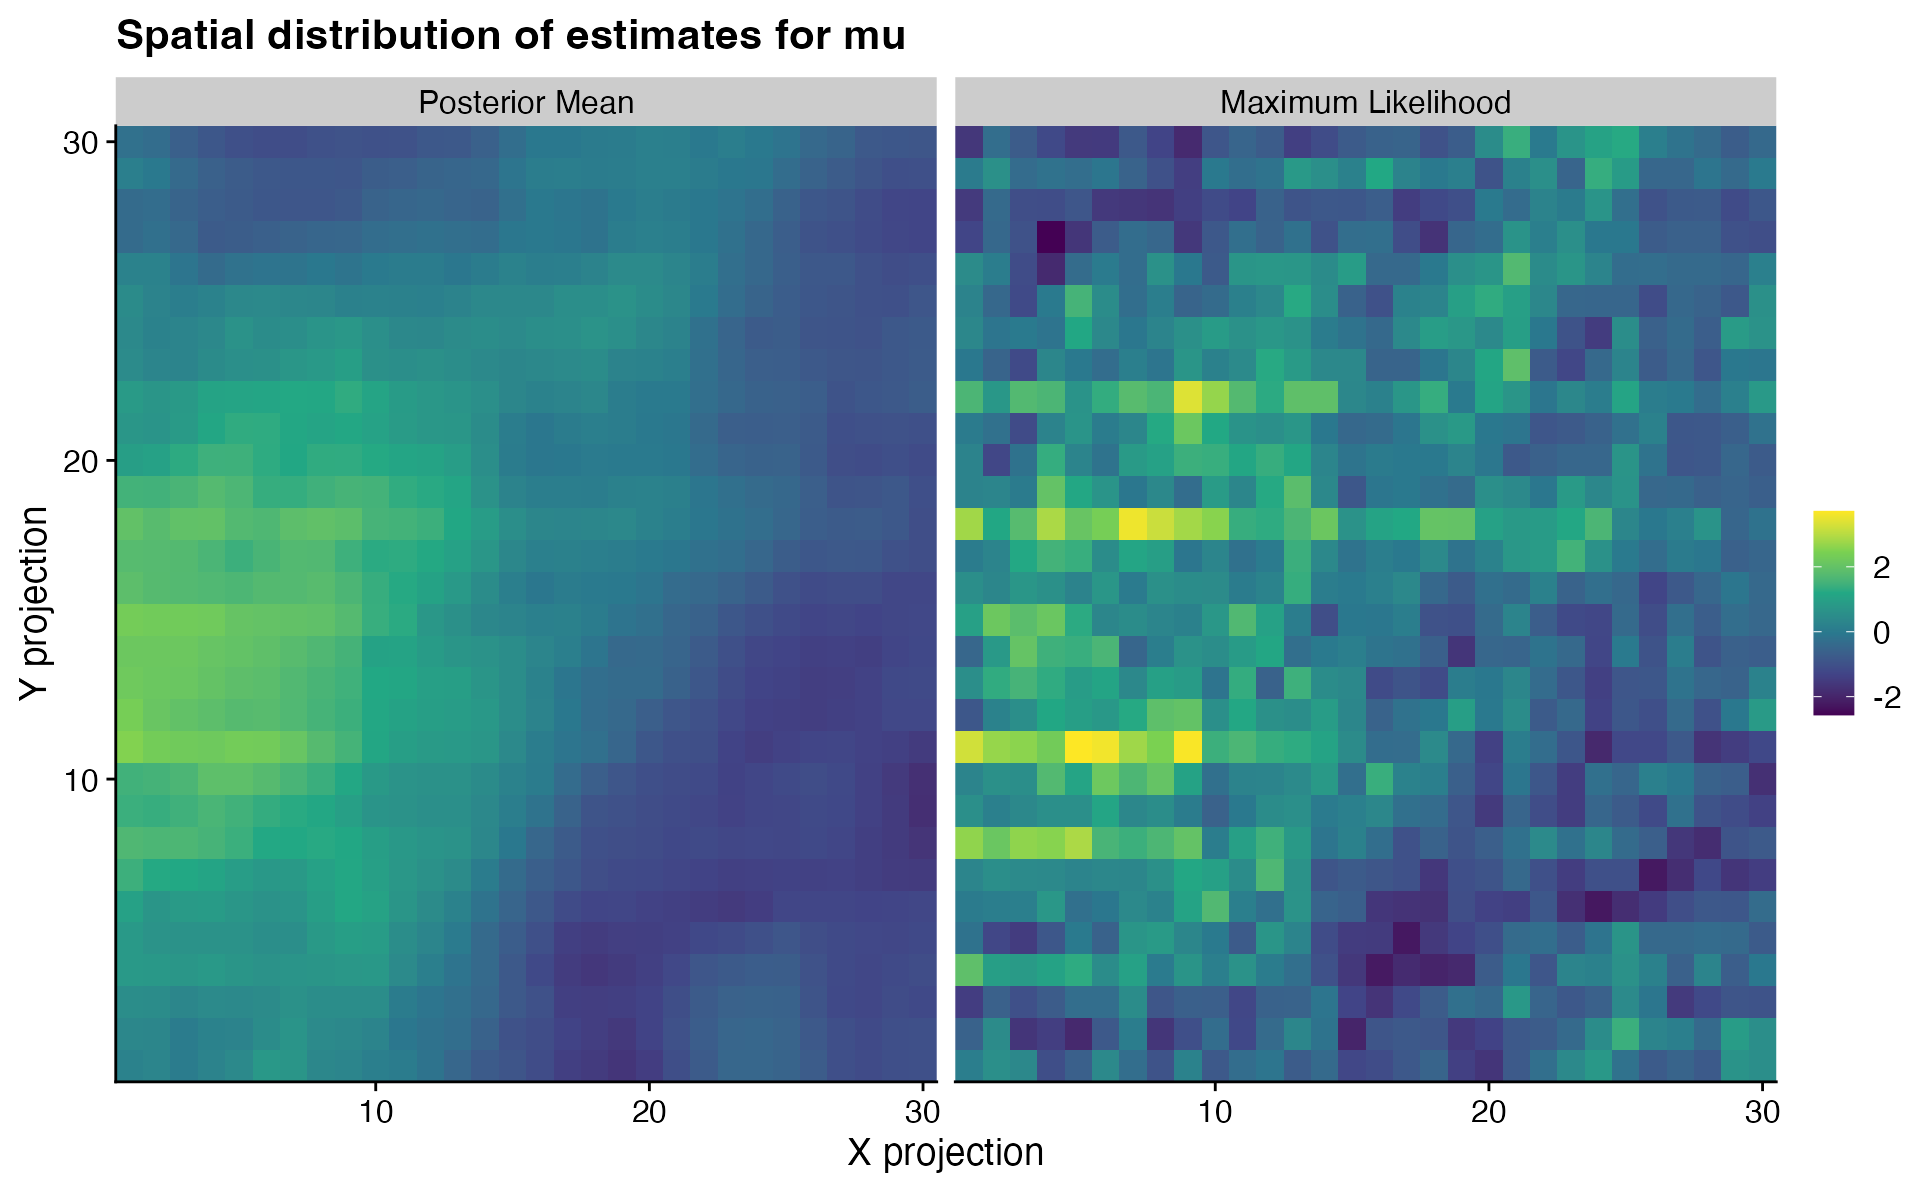 Spatial distribution of estimates for mu
Posterior Mean
Maximum Likelihood
30
20
10
Y projection
10
20
30
10
20
30
X projection
2
0
-2